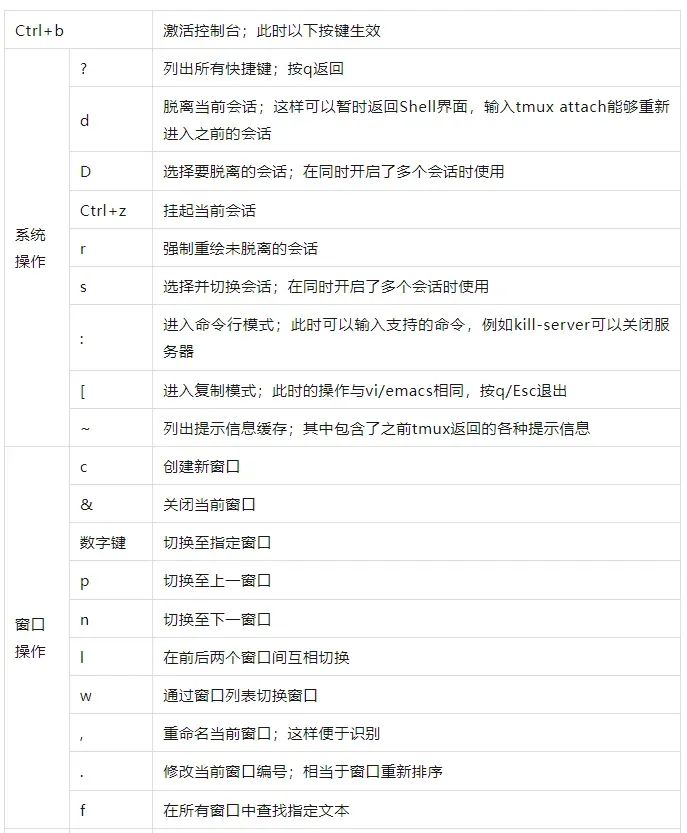 Ctrl+b 激活控制台；此时以下按键生效
系统
操作
? 列出所有快捷键；按q返回
d 脱离当前会话；这样可以暂时返回Shell界面，输入tmux attach能够重新
进入之前的会话
D 选择要脱离的会话；在同时开启了多个会话时使用
Ctrl+z 挂起当前会话
r 强制重绘未脱离的会话
s 选择并切换会话；在同时开启了多个会话时使用
: 进入命令行模式；此时可以输入支持的命令，例如kill-server可以关闭服
务器
[ 进入复制模式；此时的操作与vi/emacs相同，按q/Esc退出
~ 列出提示信息缓存；其中包含了之前tmux返回的各种提示信息
窗口
操作
c 创建新窗口
& 关闭当前窗口
数字键 切换至指定窗口
p 切换至上一窗口
n 切换至下一窗口
l 在前后两个窗口间互相切换
w 通过窗口列表切换窗口
, 重命名当前窗口；这样便于识别
. 修改当前窗口编号；相当于窗口重新排序
f 在所有窗口中查找指定文本